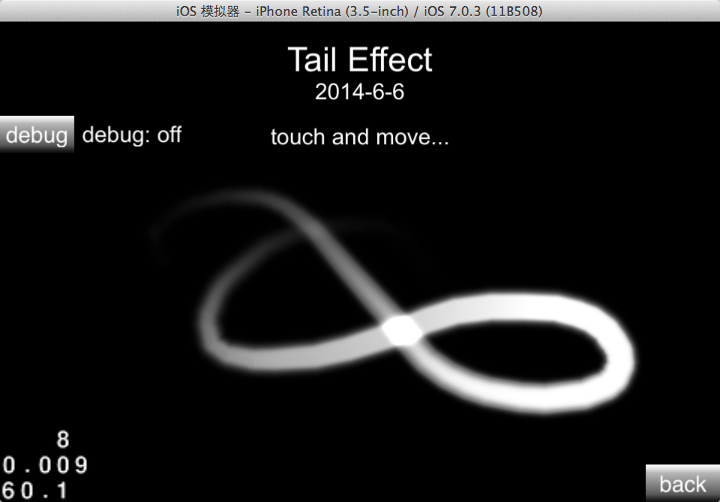 iOS 模拟器 – iPhone Retina (3.5-inch) / iOS 7.0.3 (11B508)
Tail Effect
2014-6-6
debug debug: off
touch and move...
8
0.009
60.1
back